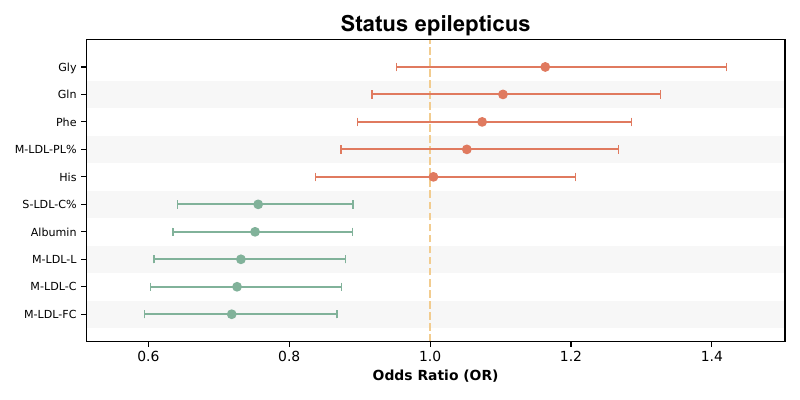 Status epilepticus
Gly
Gln
Phe
M-LDL-PL%
His
S-LDL-C%
Albumin
M-LDL-L
M-LDL-C
M-LDL-FC
0.6 0.8 1.0 1.2 1.4
Odds Ratio (OR)